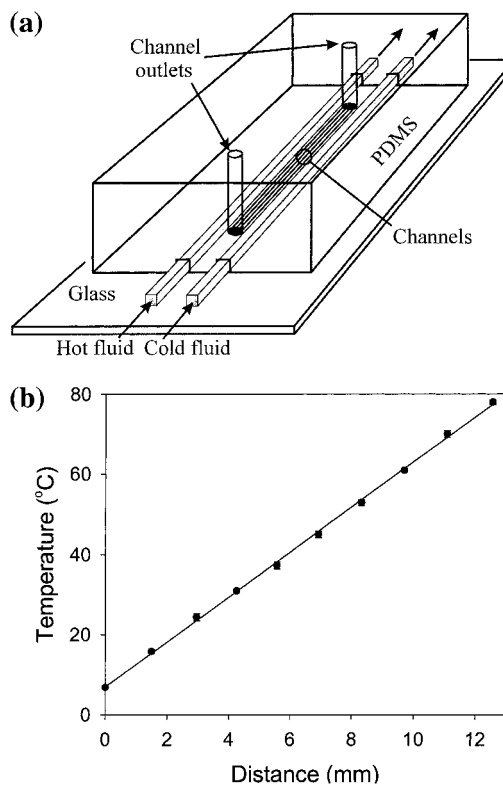 (a)
Channel
outlets
PDMS
Channels
Glass
Hot fluid
Cold fluid
(b)
80
60
40
20
0
Temperature (°C)
0
2
4
6
8
10
12
Distance (mm)